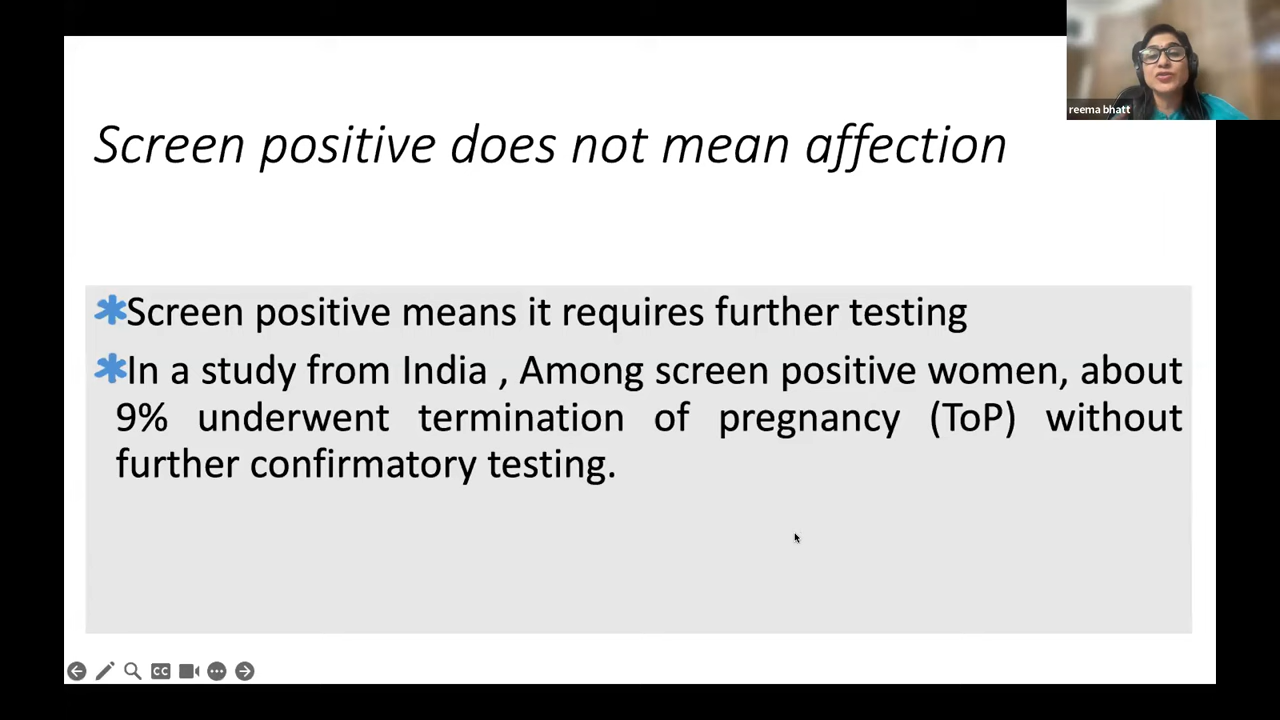 reema bhatt
Screen positive does not mean affection
*Screen positive means it requires further testing
*In a study from India , Among screen positive women, about
9% underwent termination of pregnancy (ToP) without
further confirmatory testing.
CC